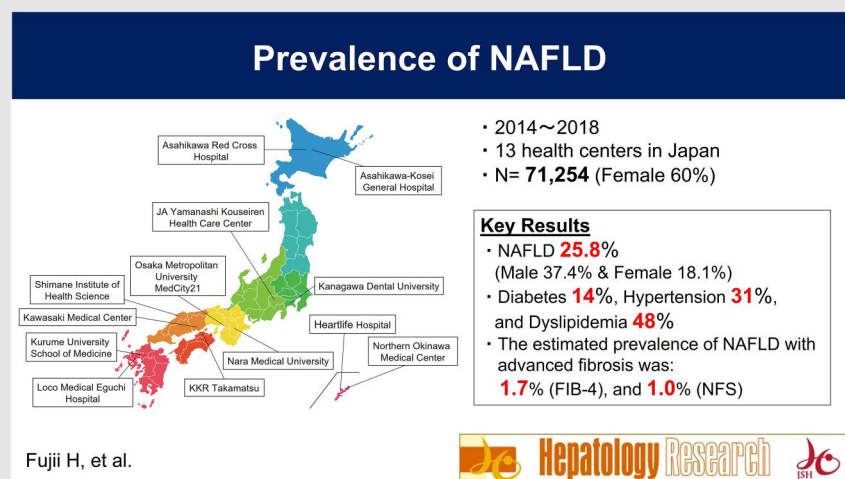 Prevalence of NAFLD
Asahikawa Red Cross
Hospital
Asahikawa-Kosei
General Hospital
JA Yamanashi Kouseiren
Health Care Center
Osaka Metropolitan
University
MedCity21
Shimane Institute of
Health Science
Kanagawa Dental University
Kawasaki Medical Center
Heartlife Hospital
Kurume University
School of Medicine
Nara Medical University
Northern Okinawa
Medical Center
Loco Medical Eguchi
Hospital
KKR Takamatsu
・2014～2018
・13 health centers in Japan
・N= 71,254 (Female 60%)
Key Results
・NAFLD 25.8%
(Male 37.4% & Female 18.1%)
・Diabetes 14%, Hypertension 31%,
and Dyslipidemia 48%
・The estimated prevalence of NAFLD with
advanced fibrosis was:
1.7% (FIB-4), and 1.0% (NFS)
Fujii H, et al.
Hepatology Research
JSH